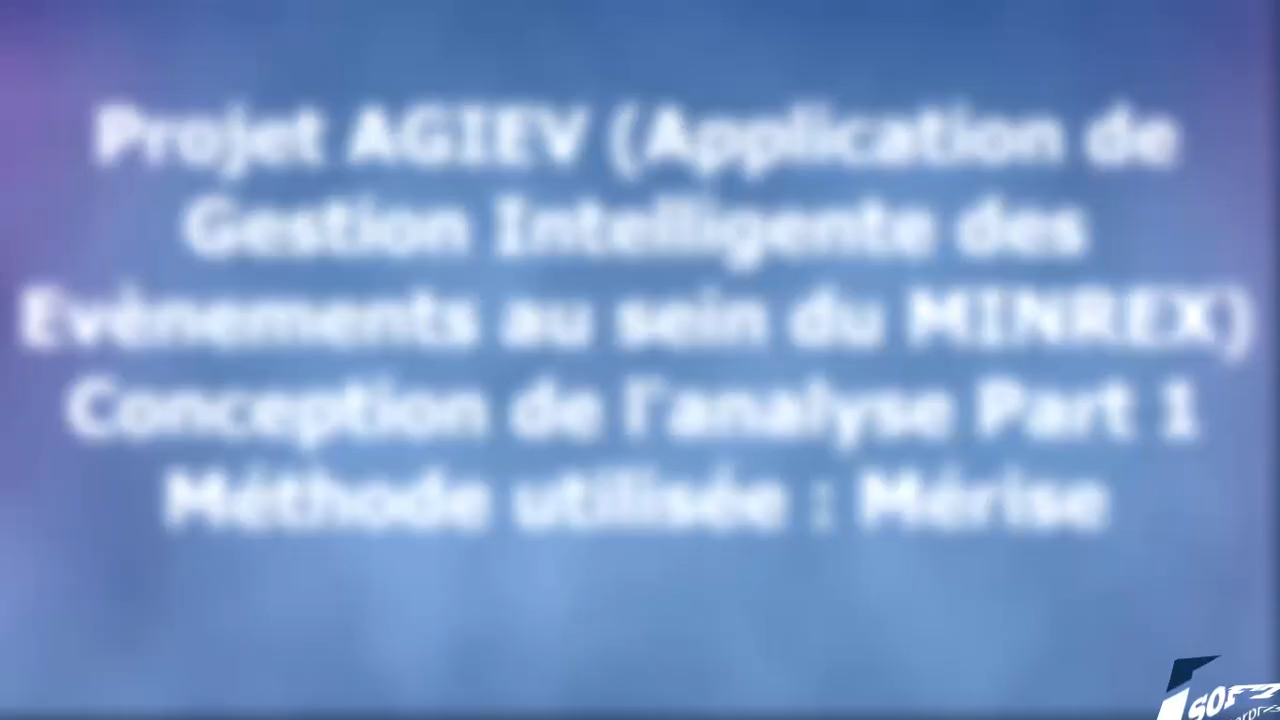 Projet AGIEV (Application de
Gestion Intelligente des
Evènements au sein du MINREX)
Conception de l'analyse Part 1
Méthode utilisée : Mérise
SOFT